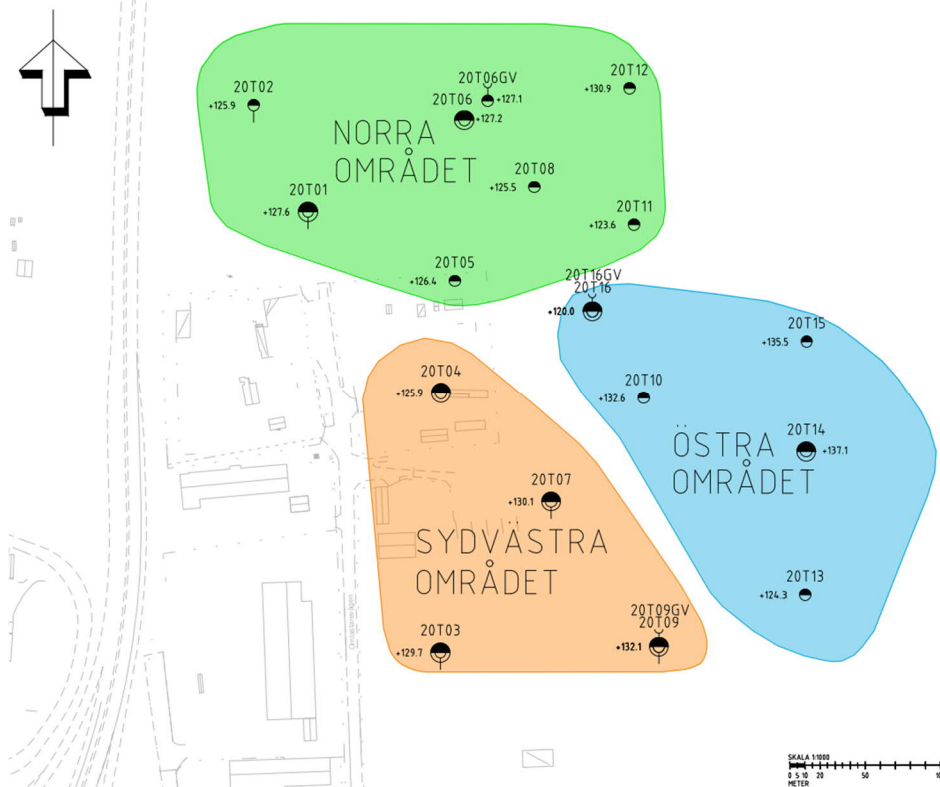 20T12
+130.9
20T06GV
+127.1
20T02
+125.9
20T06
+127.2
NORRA
OMRÅDET
20T08
+125.5
20T01
+127.6
20T11
+123.6
20T05
+126.4
20T16GV
20T16
+120.0
20T15
+135.5
20T04
+125.9
20T10
+132.6
20T14
+137.1
ÖSTRA
OMRÅDET
20T07
+130.1
SYDVÄSTRA
OMRÅDET
20T13
+124.3
20T09GV
20T09
+132.1
20T03
+129.7
SKALA 1:1000
0 5 10 20 50
METER